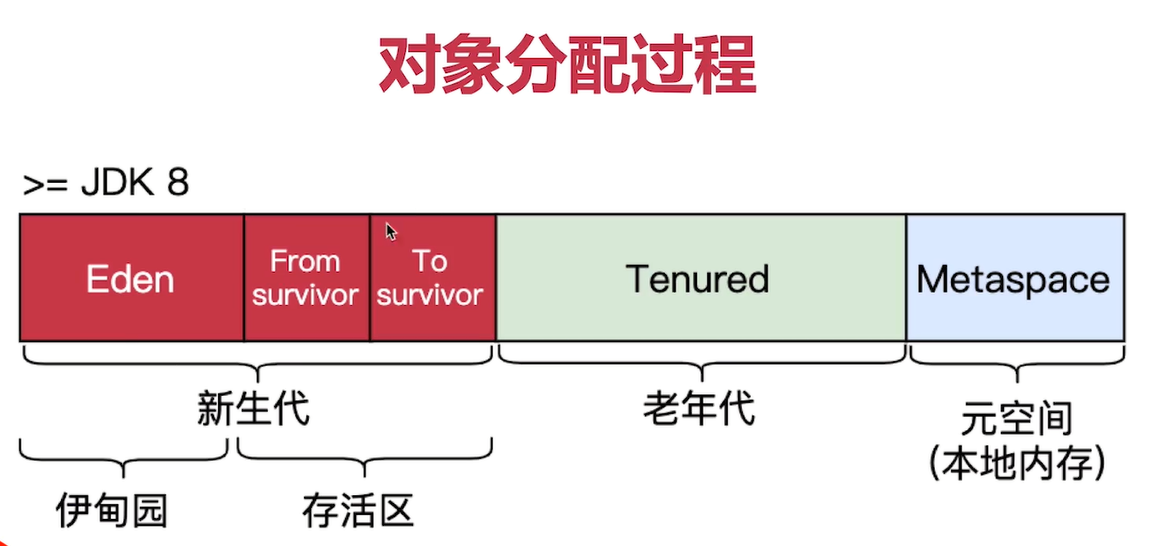 对象分配过程
>= JDK 8
Eden
From
survivor
To
survivor
Tenured
Metaspace
新生代
老年代
元空间
(本地内存)
伊甸园
存活区